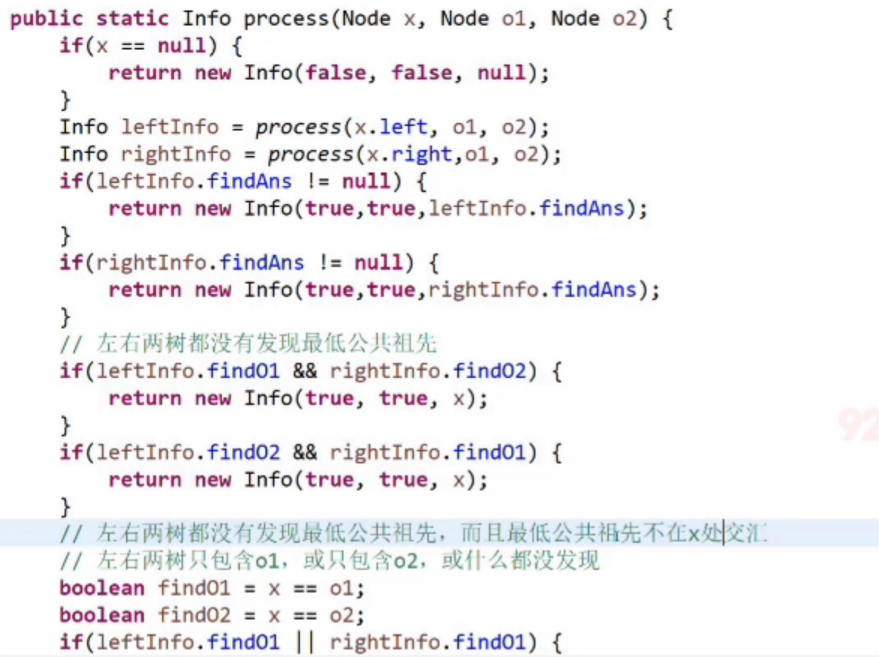 public static Info process(Node x, Node o1, Node o2) {
if(x == null) {
return new Info(false, false, null);
}
Info leftInfo = process(x.left, o1, o2);
Info rightInfo = process(x.right,o1, o2);
if(leftInfo.findAns != null) {
return new Info(true,true,leftInfo.findAns);
}
if(rightInfo.findAns != null) {
return new Info(true,true,rightInfo.findAns);
}
// 左右两树都没有发现最低公共祖先
if(leftInfo.findO1 && rightInfo.findO2) {
return new Info(true, true, x);
}
if(leftInfo.findO2 && rightInfo.findO1) {
return new Info(true, true, x);
}
// 左右两树都没有发现最低公共祖先，而且最低公共祖先不在x处交汇
// 左右两树只包含o1，或只包含o2，或什么都没发现
boolean findO1 = x == o1;
boolean findO2 = x == o2;
if(leftInfo.findO1 || rightInfo.findO1) {
92